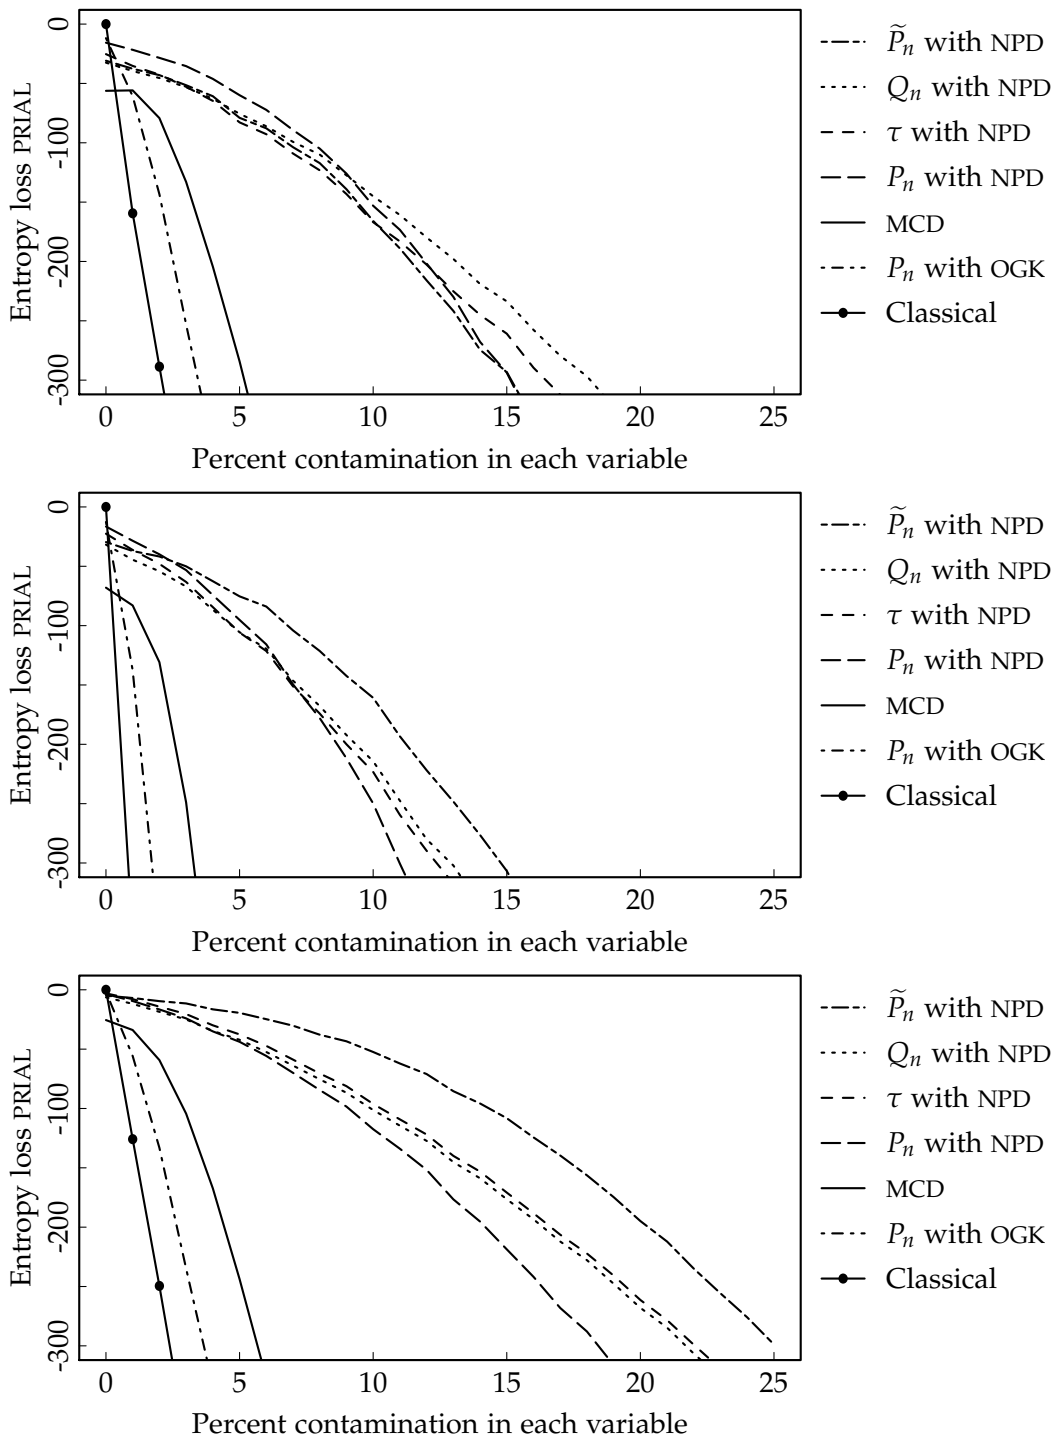 0
-100
-200
-300
Entropy loss PRIAL
0 5 10 15 20 25
Percent contamination in each variable
P̃n with NPD
Qn with NPD
τ with NPD
Pn with NPD
MCD
Pn with OGK
Classical
0
-100
-200
-300
Entropy loss PRIAL
0 5 10 15 20 25
Percent contamination in each variable
P̃n with NPD
Qn with NPD
τ with NPD
Pn with NPD
MCD
Pn with OGK
Classical
0
-100
-200
-300
Entropy loss PRIAL
0 5 10 15 20 25
Percent contamination in each variable
P̃n with NPD
Qn with NPD
τ with NPD
Pn with NPD
MCD
Pn with OGK
Classical